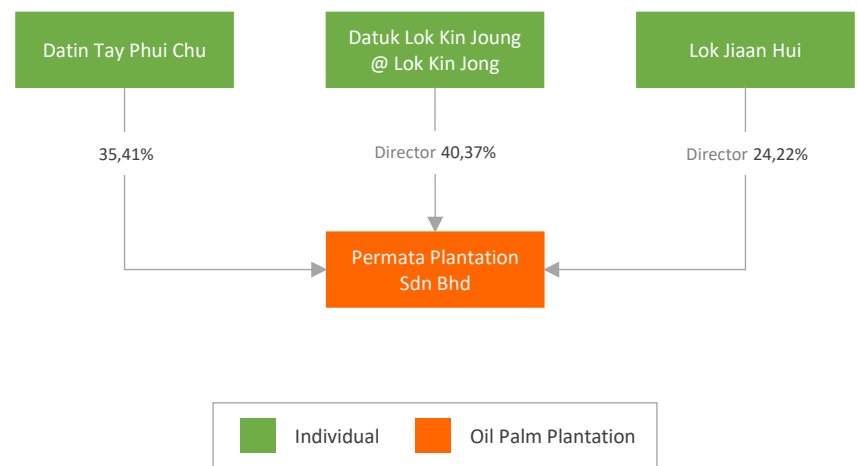 Datin Tay Phui Chu
Datuk Lok Kin Joung
@ Lok Kin Jong
Lok Jiaan Hui
35,41%
Director 40,37%
Director 24,22%
Permata Plantation
Sdn Bhd
Individual
Oil Palm Plantation